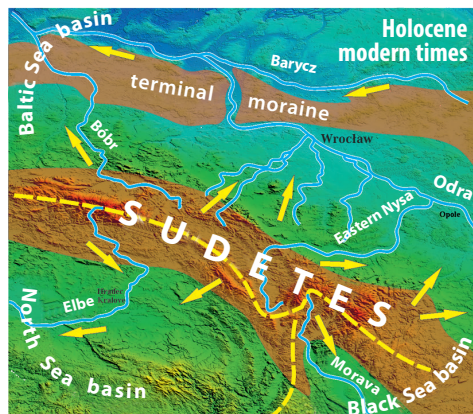 Holocene
modern times
Baltic Sea basin
Barycz
terminal moraine
Wrocław
Bóbr
Odra
Eastern Nysa
Opole
SUDETES
Hradec
Kralove
Elbe
North Sea basin
Morava
Black Sea basin